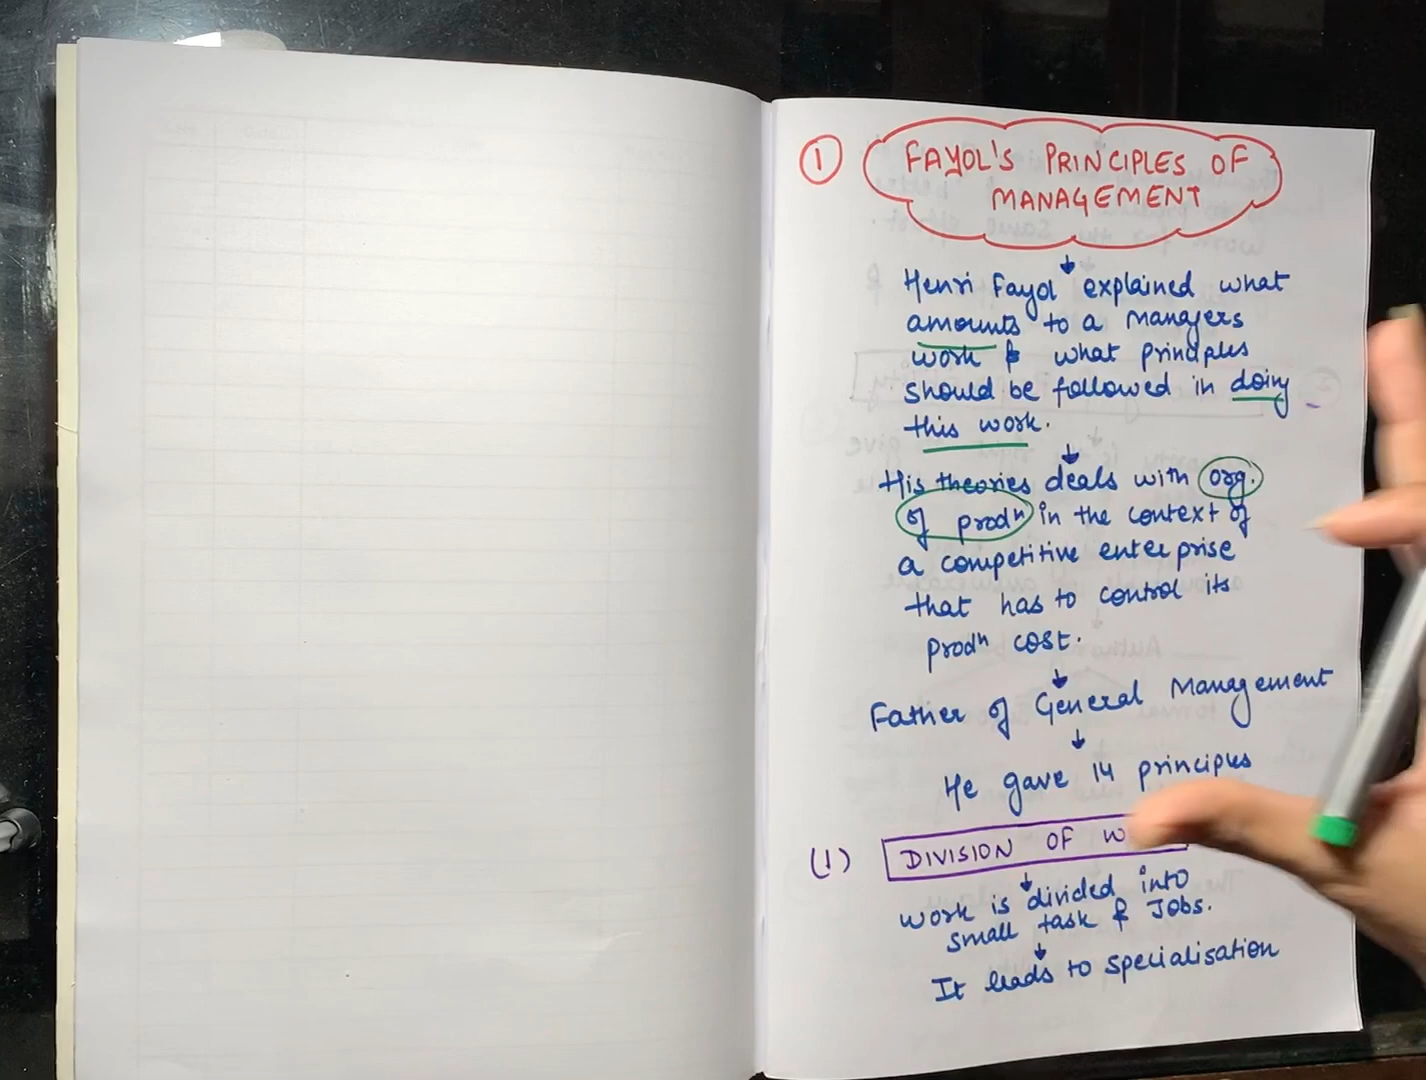 1 FAYOL'S PRINCIPLES OF
MANAGEMENT
Henri Fayol explained what
amounts to a managers
work & what principles
should be followed in doing
this work.
His theories deals with org.
of prodn in the context of
a competitive enterprise
that has to control its
prodn cost.
Father of General Management
He gave 14 principles
(1) DIVISION OF W
work is divided into
small task & Jobs.
It leads to specialisation